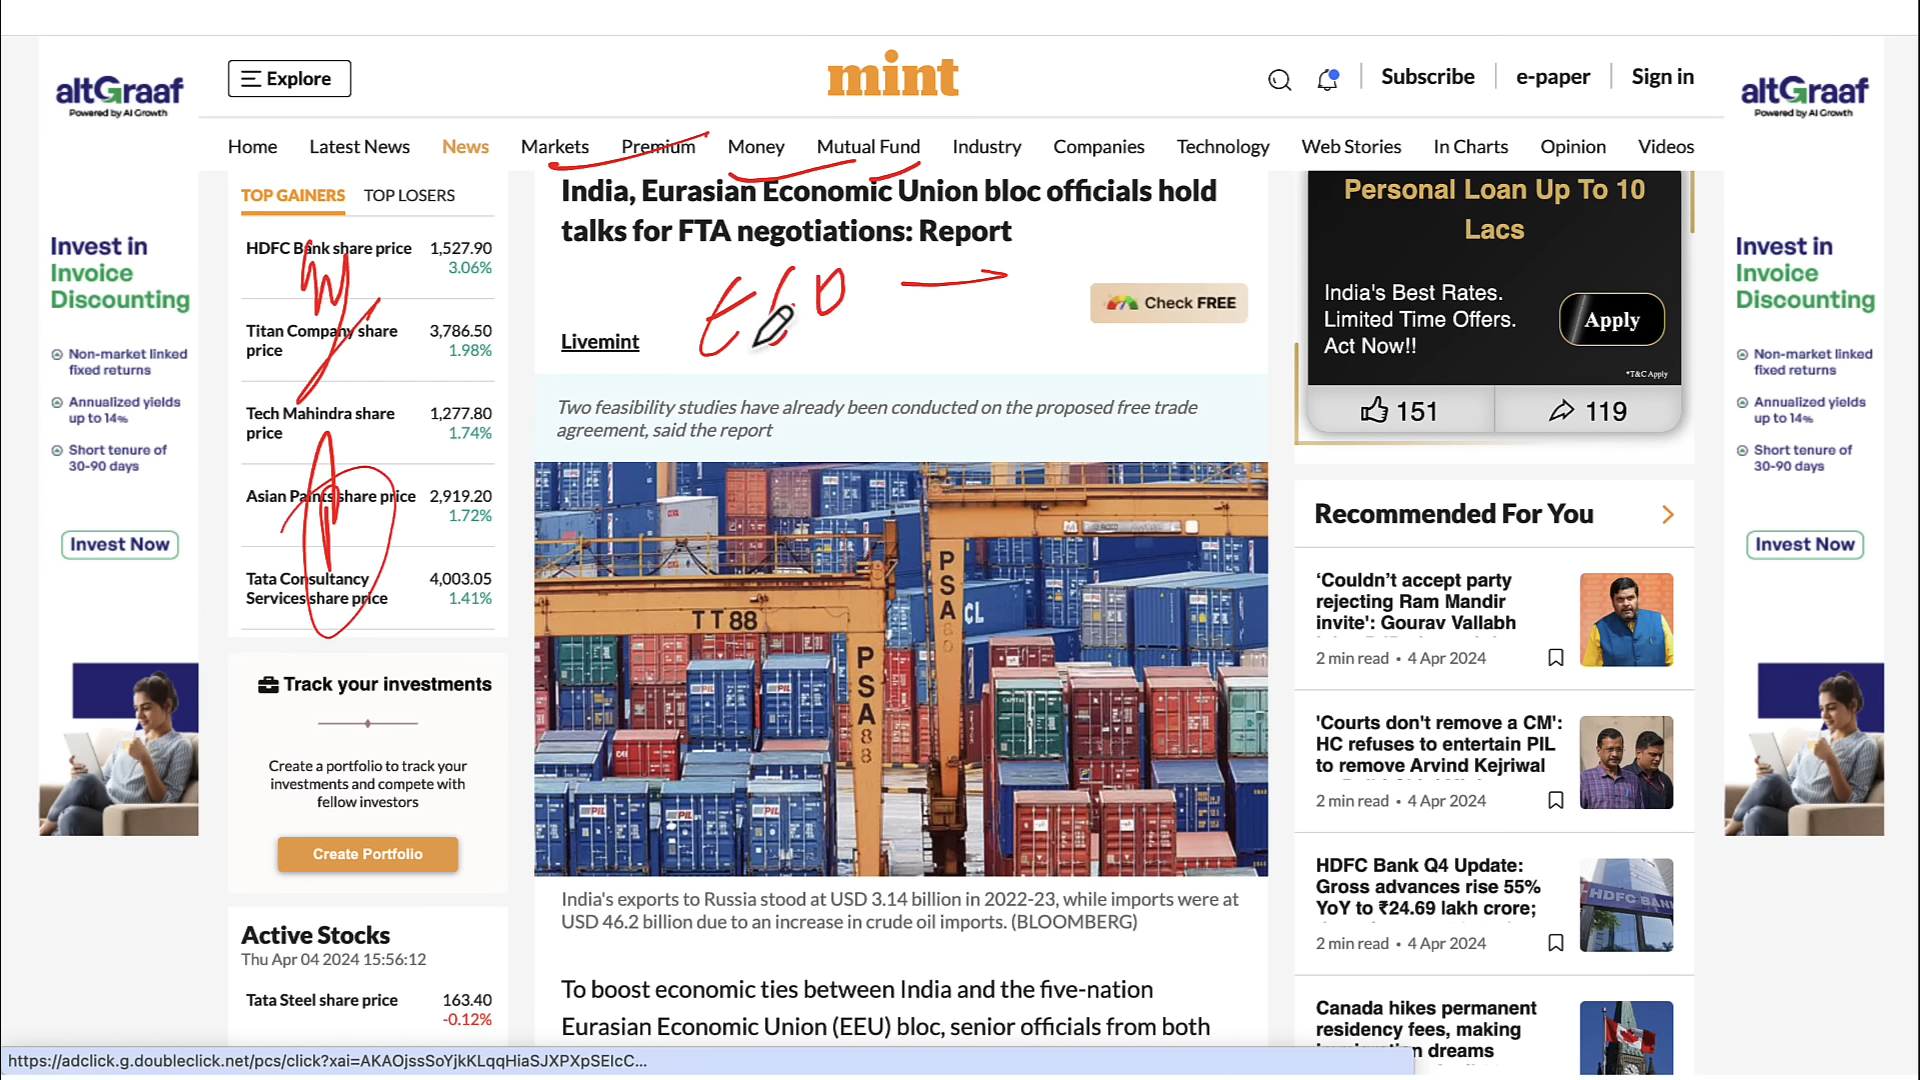 altGraaf
Powered by AI Growth
Explore
mint
Subscribe
e-paper
Sign in
altGraaf
Powered by AI Growth
Home
Latest News
News
Markets
Premium
Money
Mutual Fund
Industry
Companies
Technology
Web Stories
In Charts
Opinion
Videos
Invest in
Invoice
Discounting
Non-market linked
fixed returns
Annualized yields
up to 14%
Short tenure of
30-90 days
Invest Now
TOP GAINERS
TOP LOSERS
HDFC Bank share price 1,527.90
3.06%
Titan Company share 3,786.50
price 1.98%
Tech Mahindra share 1,277.80
price 1.74%
Asian Paints share price 2,919.20
1.72%
Tata Consultancy 4,003.05
Services share price 1.41%
Track your investments
Create a portfolio to track your
investments and compete with
fellow investors
Create Portfolio
Active Stocks
Thu Apr 04 2024 15:56:12
Tata Steel share price 163.40
-0.12%
India, Eurasian Economic Union bloc officials hold
talks for FTA negotiations: Report
Check FREE
Livemint
Two feasibility studies have already been conducted on the proposed free trade
agreement, said the report
TT88
PSA
PSA88
CL
PIL
PIL
PIL
PIL
PIL
CAPITAL
India's exports to Russia stood at USD 3.14 billion in 2022-23, while imports were at
USD 46.2 billion due to an increase in crude oil imports. (BLOOMBERG)
To boost economic ties between India and the five-nation
Eurasian Economic Union (EEU) bloc, senior officials from both
Personal Loan Up To 10
Lacs
India's Best Rates.
Limited Time Offers.
Act Now!!
Apply
*T&C Apply
151
119
Recommended For You
‘Couldn’t accept party
rejecting Ram Mandir
invite': Gourav Vallabh
2 min read • 4 Apr 2024
'Courts don't remove a CM':
HC refuses to entertain PIL
to remove Arvind Kejriwal
2 min read • 4 Apr 2024
HDFC Bank Q4 Update:
Gross advances rise 55%
YoY to ₹24.69 lakh crore;
2 min read • 4 Apr 2024
HDFC BANK
Canada hikes permanent
residency fees, making
dreams
Invest in
Invoice
Discounting
Non-market linked
fixed returns
Annualized yields
up to 14%
Short tenure of
30-90 days
Invest Now
https://adclick.g.doubleclick.net/pcs/click?xai=AKAOjssSoYjkKLqqHiaSJXPXpSEIcC...